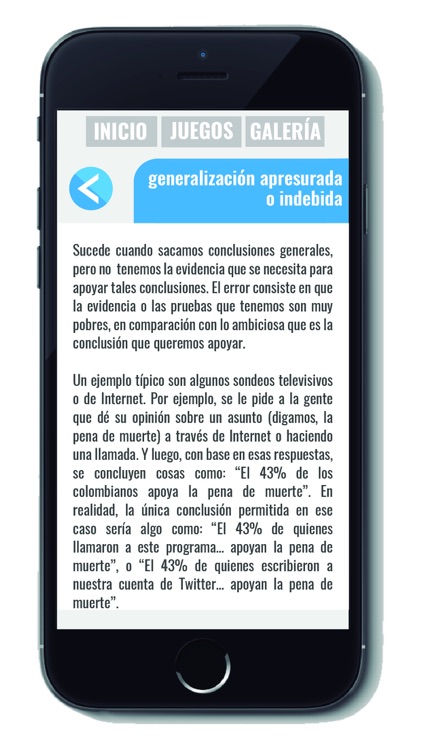 INICIO JUEGOS GALERÍA
generalización apresurada
o indebida
Sucede cuando sacamos conclusiones generales,
pero no tenemos la evidencia que se necesita para
apoyar tales conclusiones. El error consiste en que
la evidencia o las pruebas que tenemos son muy
pobres, en comparación con lo ambiciosa que es la
conclusión que queremos apoyar.
Un ejemplo típico son algunos sondeos televisivos
o de Internet. Por ejemplo, se le pide a la gente
que dé su opinión sobre un asunto (digamos, la
pena de muerte) a través de Internet o haciendo
una llamada. Y luego, con base en esas respuestas,
se concluyen cosas como: “El 43% de los
colombianos apoya la pena de muerte”. En
realidad, la única conclusión permitida en ese
caso sería algo como: “El 43% de quienes
llamaron a este programa... apoyan la pena de
muerte”, o “El 43% de quienes escribieron a
nuestra cuenta de Twitter... apoyan la pena de
muerte”.